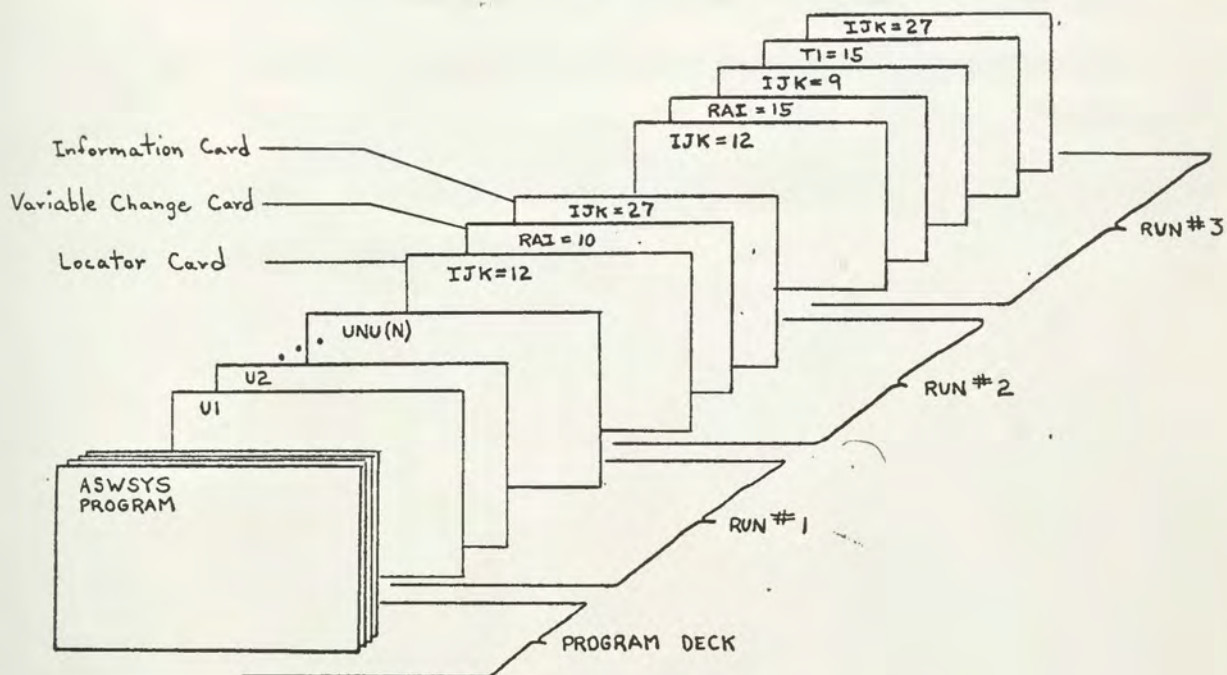 IJK=27
TI=15
IJK=9
RAI=15
IJK=12
Information Card
IJK=27
Variable Change Card
RAI=10
Locator Card
IJK=12
RUN #3
UNU(N)
U2
U1
RUN #2
ASWSYS
PROGRAM
RUN #1
PROGRAM DECK